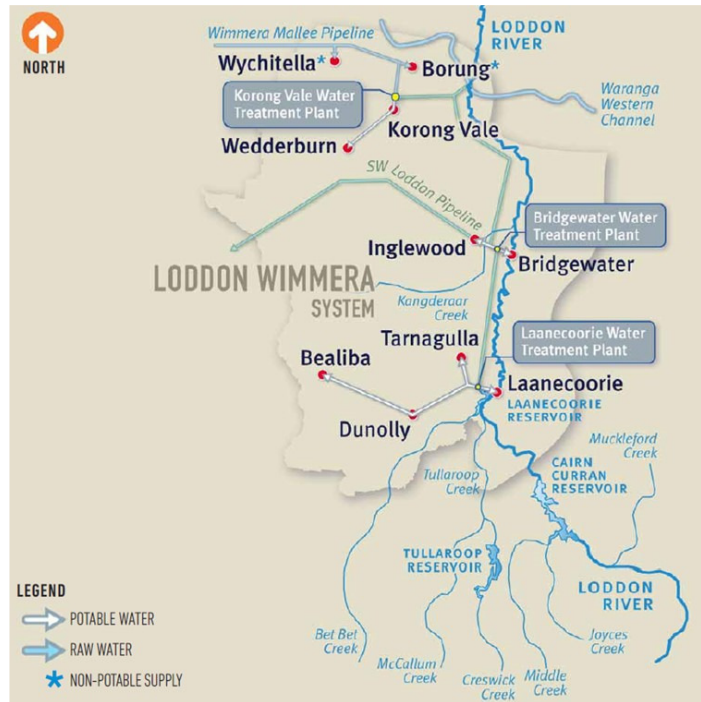 NORTH
LODDON
RIVER
Wimmera Mallee Pipeline
Wychitella*
Borung*
Waranga
Western
Channel
Korong Vale Water
Treatment Plant
Korong Vale
Wedderburn
SW Loddon Pipeline
Bridgewater Water
Treatment Plant
Inglewood
Bridgewater
LODDON WIMMERA
SYSTEM
Kangderaar
Creek
Laanecoorie Water
Treatment Plant
Tarnagulla
Bealiba
Laanecoorie
LAANECOORIE
RESERVOIR
Dunolly
Muckleford
Creek
CAIRN
CURRAN
RESERVOIR
Tullaroop
Creek
TULLAROOP
RESERVOIR
LODDON
RIVER
LEGEND
POTABLE WATER
RAW WATER
* NON-POTABLE SUPPLY
Bet Bet
Creek
McCallum
Creek
Creswick
Creek
Middle
Creek
Joyces
Creek